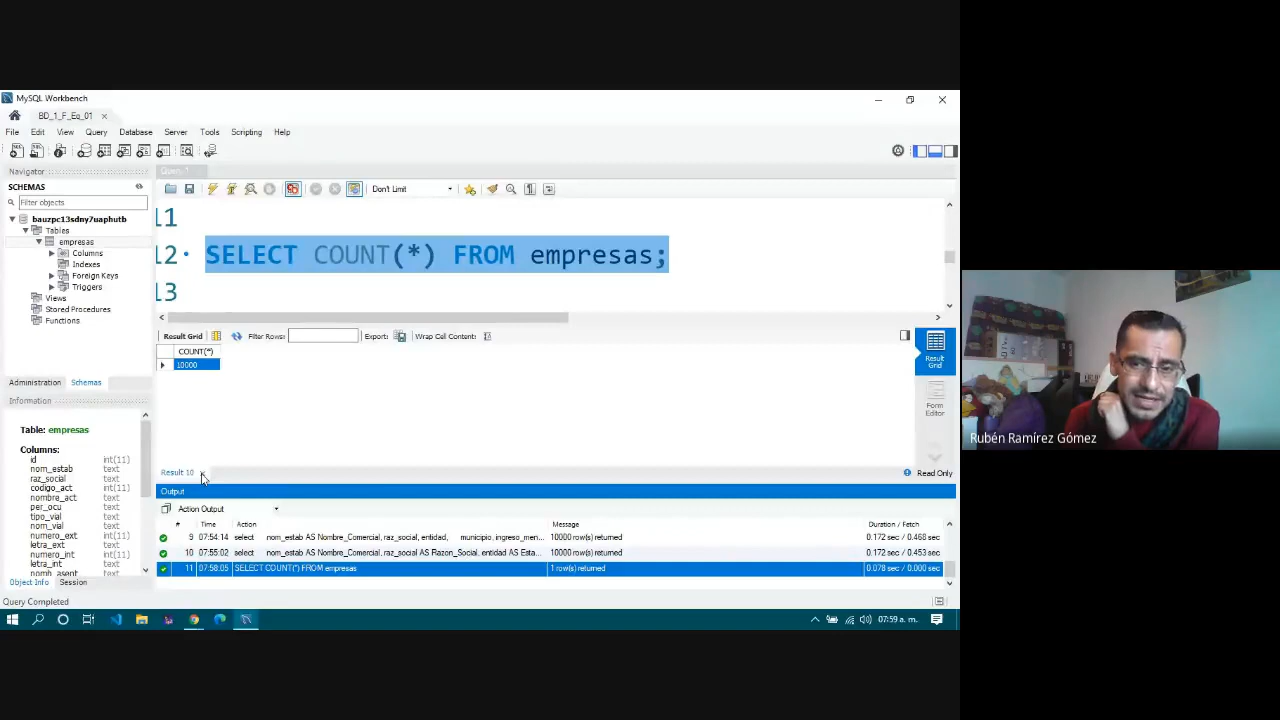 MySQL Workbench
BD_1_F_Eq_01
File Edit View Query Database Server Tools Scripting Help
Navigator
Query 1
SCHEMAS
Filter objects
bauzpc13sdny7uaphutb
Tables
empresas
Columns
Indexes
Foreign Keys
Triggers
Views
Stored Procedures
Functions
Administration Schemas
Information
Table: empresas
Columns:
id int(11)
nom_estab text
raz_social text
codigo_act int(11)
nombre_act text
per_ocu text
tipo_vial text
nom_vial text
numero_ext int(11)
letra_ext text
numero_int int(11)
letra_int text
nomb_asent text
Object Info Session
Query Completed
Don't Limit
11
12 SELECT COUNT(*) FROM empresas;
13
Result Grid Filter Rows: Export: Wrap Cell Content:
COUNT(*)
10000
Result Grid
Form Editor
Result 10
Read Only
Output
Action Output
# Time Action Message Duration / Fetch
9 07:54:14 select nom_estab AS Nombre_Comercial, raz_social, entidad, municipio, ingreso_men... 10000 row(s) returned 0.172 sec / 0.468 sec
10 07:55:02 select nom_estab AS Nombre_Comercial, raz_social AS Razon_Social, entidad AS Esta... 10000 row(s) returned 0.172 sec / 0.453 sec
11 07:58:05 SELECT COUNT(*) FROM empresas 1 row(s) returned 0.078 sec / 0.000 sec
07:59 a. m.
Rubén Ramírez Gómez